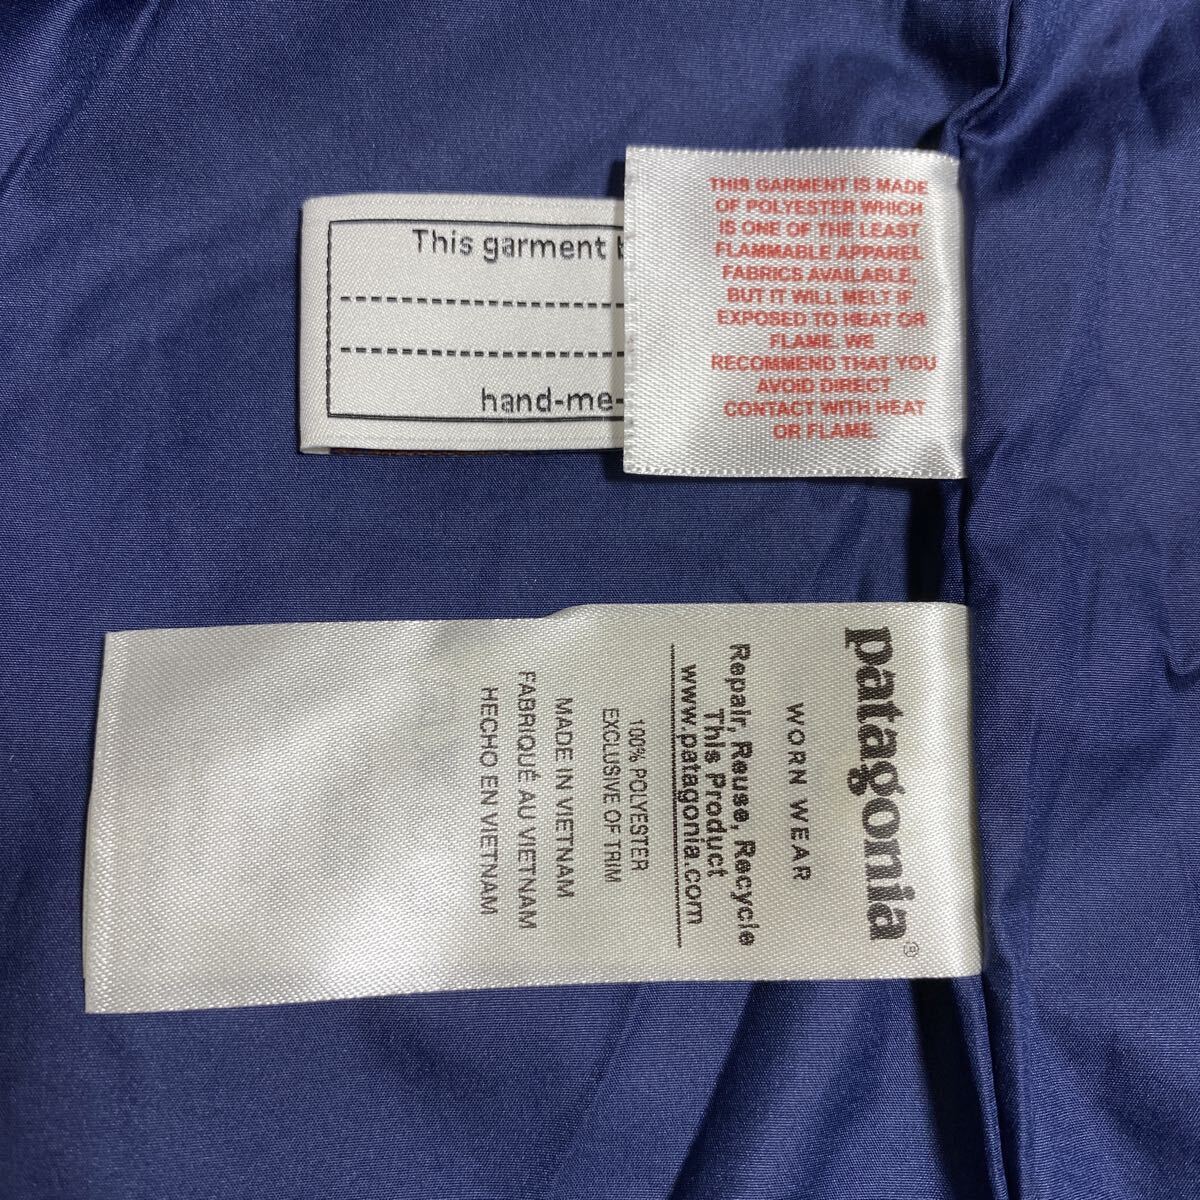 This garment
hand-me-
THIS GARMENT IS MADE
OF POLYESTER WHICH
IS ONE OF THE LEAST
FLAMMABLE APPAREL
FABRICS AVAILABLE,
BUT IT WILL MELT IF
EXPOSED TO HEAT OR
FLAME. WE
RECOMMEND THAT YOU
AVOID DIRECT
CONTACT WITH HEAT
OR FLAME.
patagonia®
WORN WEAR
Repair, Reuse, Recycle
This Product
www.patagonia.com
100% POLYESTER
EXCLUSIVE OF TRIM
MADE IN VIETNAM
FABRIQUÉ AU VIETNAM
HECHO EN VIETNAM